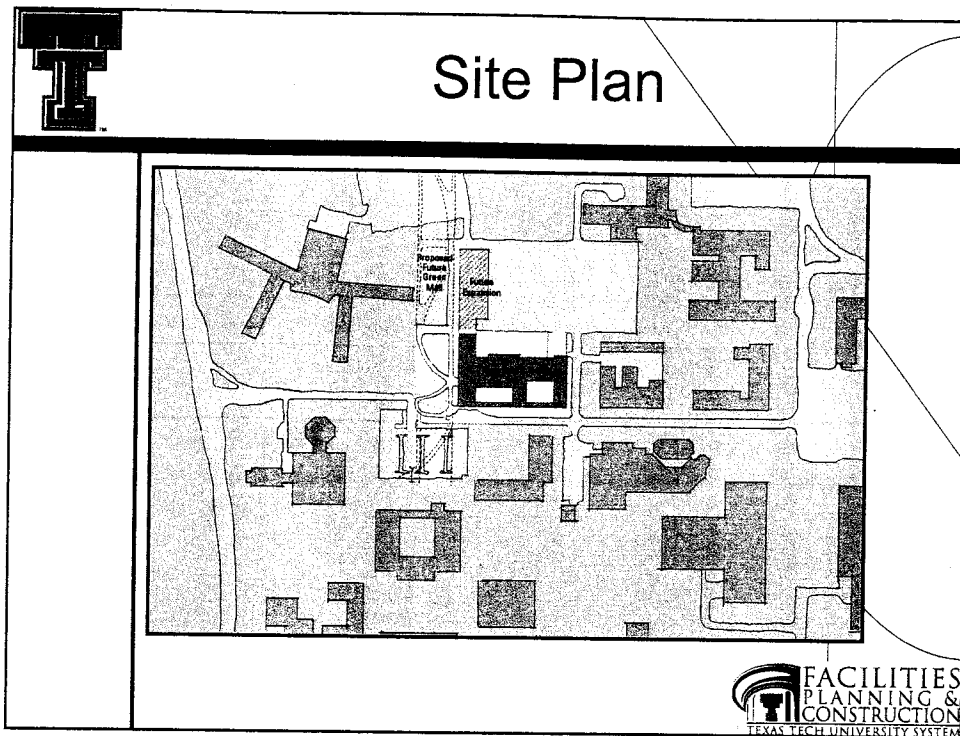 Site Plan
Proposed
Future
Green
Mall
Future
Expansion
FACILITIES
PLANNING &
CONSTRUCTION
TEXAS TECH UNIVERSITY SYSTEM